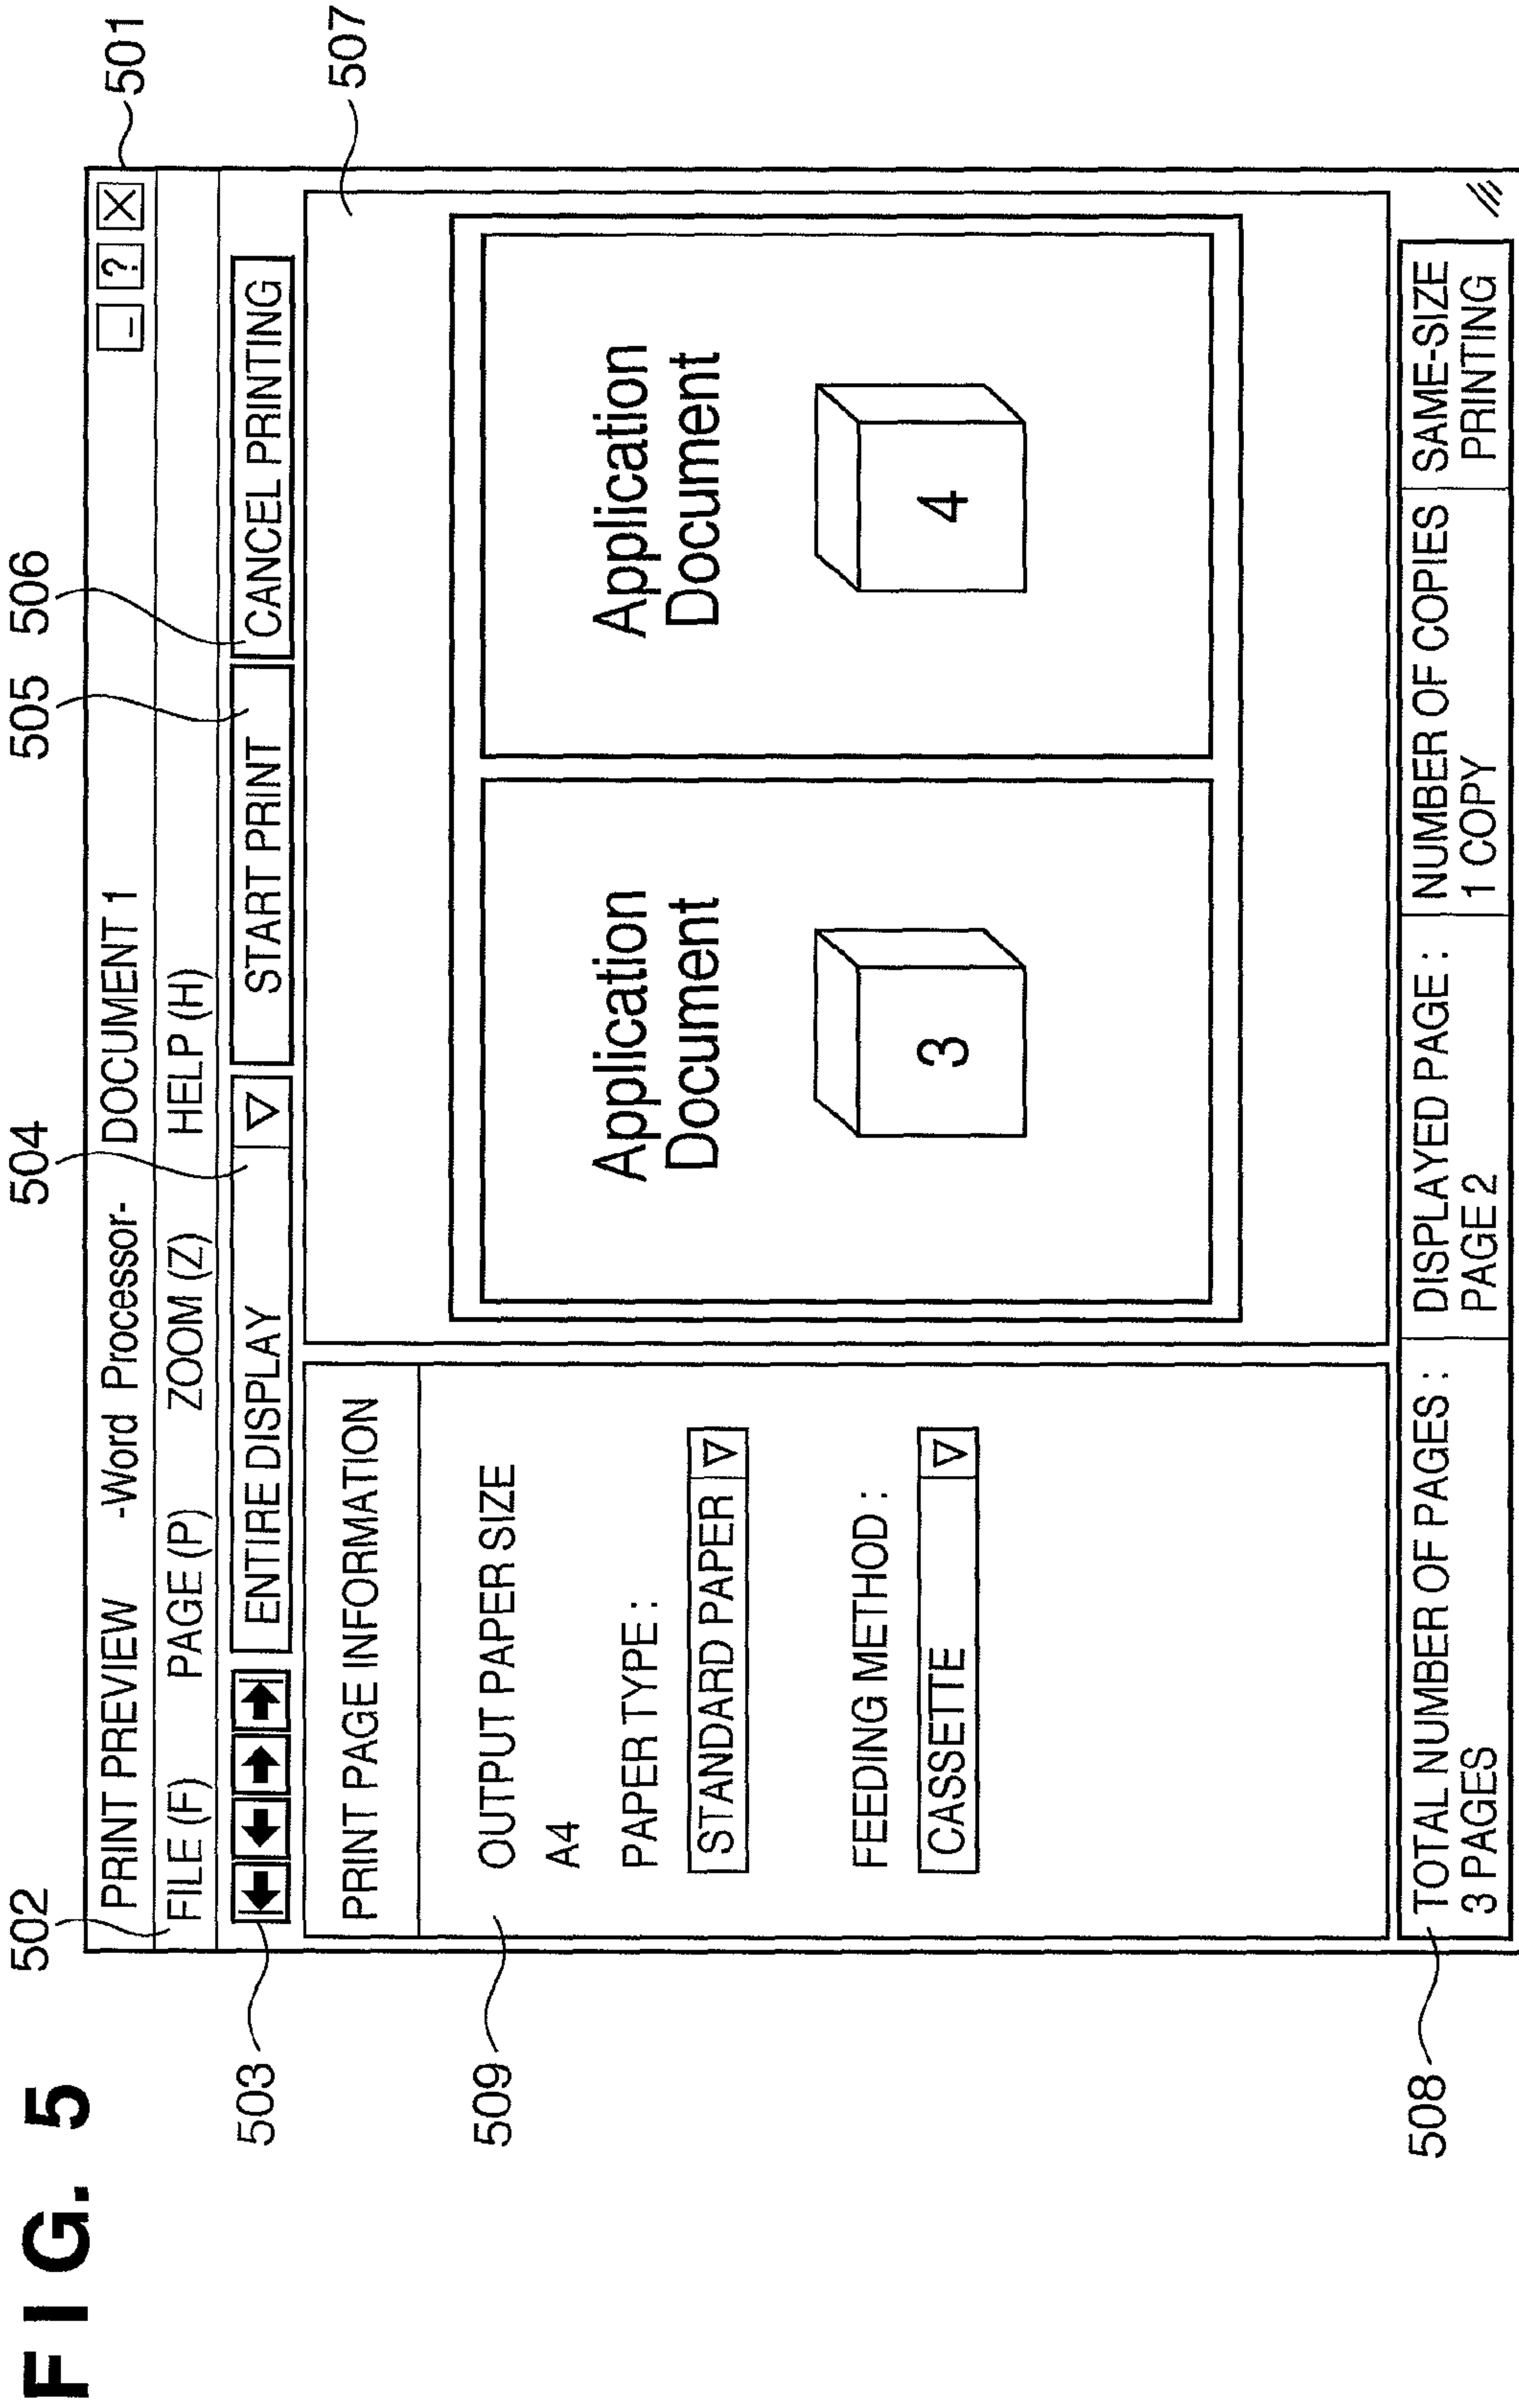 FIG. 5
502
504
505
506
501
PRINT PREVIEW -Word Processor- DOCUMENT 1
_ ? X
FILE (F) PAGE (P) ZOOM (Z) HELP (H)
503
ENTIRE DISPLAY
START PRINT
CANCEL PRINTING
507
PRINT PAGE INFORMATION
509
OUTPUT PAPER SIZE
A4
PAPER TYPE :
STANDARD PAPER
FEEDING METHOD :
CASSETTE
Application
Document
3
Application
Document
4
508
TOTAL NUMBER OF PAGES :
3 PAGES
DISPLAYED PAGE :
PAGE 2
NUMBER OF COPIES
1 COPY
SAME-SIZE
PRINTING